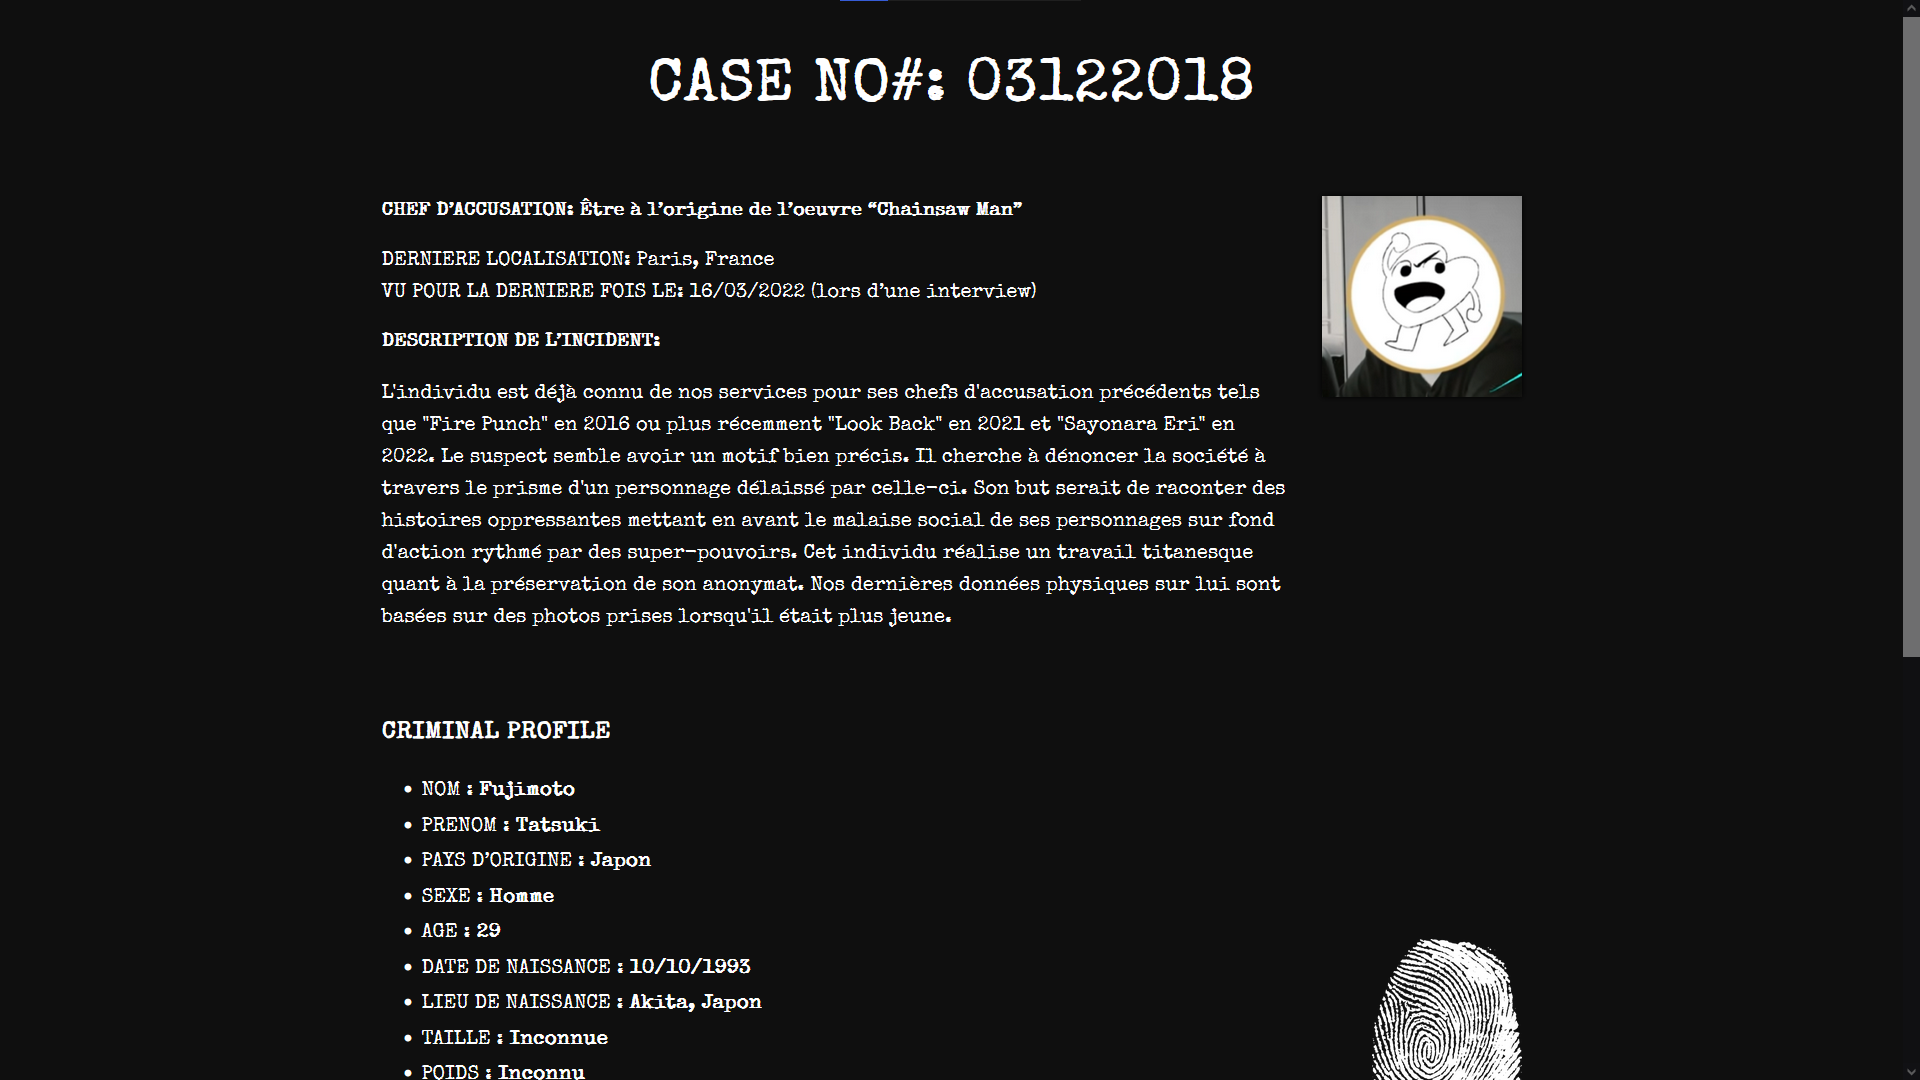 CASE NO#: 03122018
CHEF D’ACCUSATION: Être à l’origine de l’oeuvre “Chainsaw Man”
DERNIERE LOCALISATION: Paris, France
VU POUR LA DERNIERE FOIS LE: 16/03/2022 (lors d’une interview)
DESCRIPTION DE L’INCIDENT:
L'individu est déjà connu de nos services pour ses chefs d'accusation précédents tels
que "Fire Punch" en 2016 ou plus récemment "Look Back" en 2021 et "Sayonara Eri" en
2022. Le suspect semble avoir un motif bien précis. Il cherche à dénoncer la société à
travers le prisme d'un personnage délaissé par celle-ci. Son but serait de raconter des
histoires oppressantes mettant en avant le malaise social de ses personnages sur fond
d'action rythmé par des super-pouvoirs. Cet individu réalise un travail titanesque
quant à la préservation de son anonymat. Nos dernières données physiques sur lui sont
basées sur des photos prises lorsqu'il était plus jeune.
CRIMINAL PROFILE
• NOM : Fujimoto
• PRENOM : Tatsuki
• PAYS D’ORIGINE : Japon
• SEXE : Homme
• AGE : 29
• DATE DE NAISSANCE : 10/10/1993
• LIEU DE NAISSANCE : Akita, Japon
• TAILLE : Inconnue
• POIDS : Inconnu